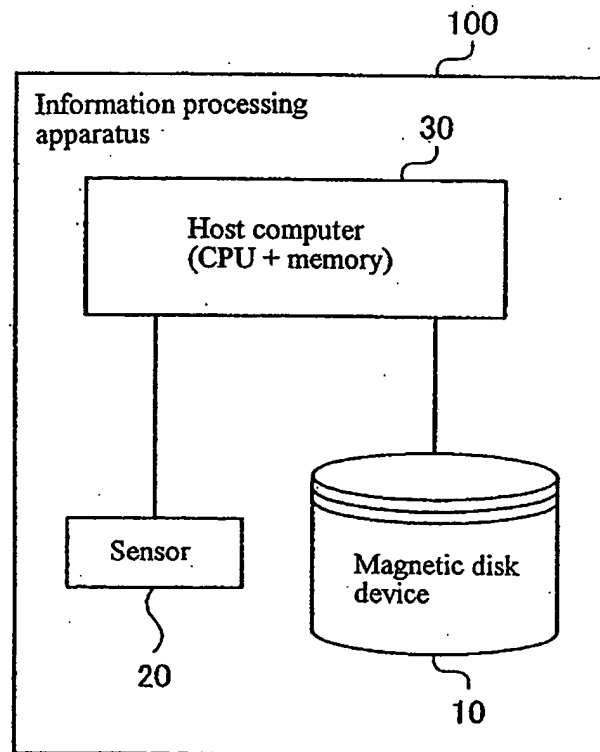 100
Information processing
apparatus
30
Host computer
(CPU + memory)
Sensor
Magnetic disk
device
20
10